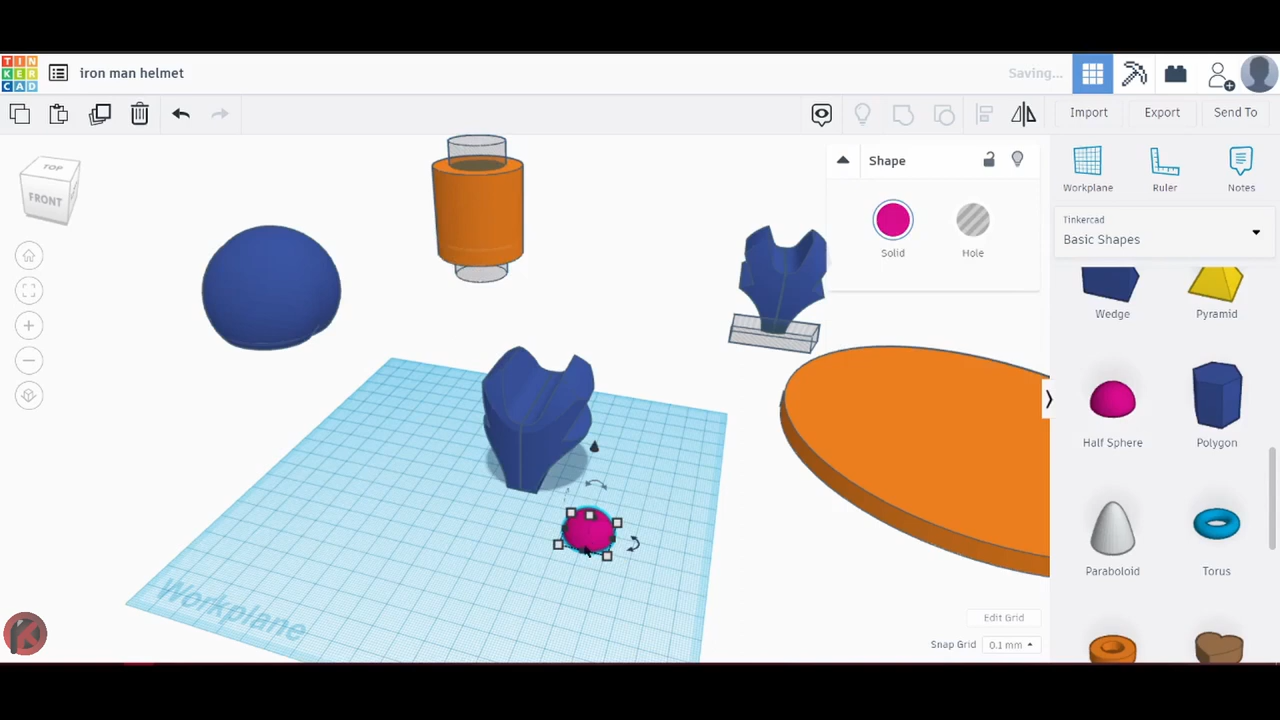 TIN
KER
CAD
iron man helmet
Saving...
Import
Export
Send To
TOP
FRONT
Shape
Solid
Hole
Workplane
Ruler
Notes
Tinkercad
Basic Shapes
Wedge
Pyramid
Half Sphere
Polygon
Paraboloid
Torus
Workplane
Edit Grid
Snap Grid
0.1 mm
K